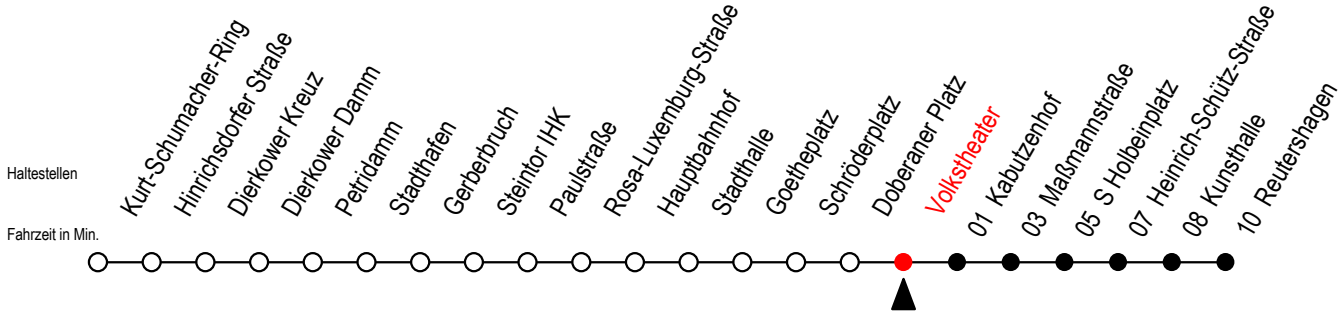 Haltestellen
Kurt-Schumacher-Ring
Hinrichsdorfer Straße
Dierkower Kreuz
Dierkower Damm
Petridamm
Stadthafen
Gerberbruch
Steintor IHK
Paulstraße
Rosa-Luxemburg-Straße
Hauptbahnhof
Stadthalle
Goetheplatz
Schröderplatz
Doberaner Platz
Volkstheater
01 Kabutzenhof
03 Maßmannstraße
05 S Holbeinplatz
07 Heinrich-Schütz-Straße
08 Kunsthalle
10 Reutershagen
Fahrzeit in Min.